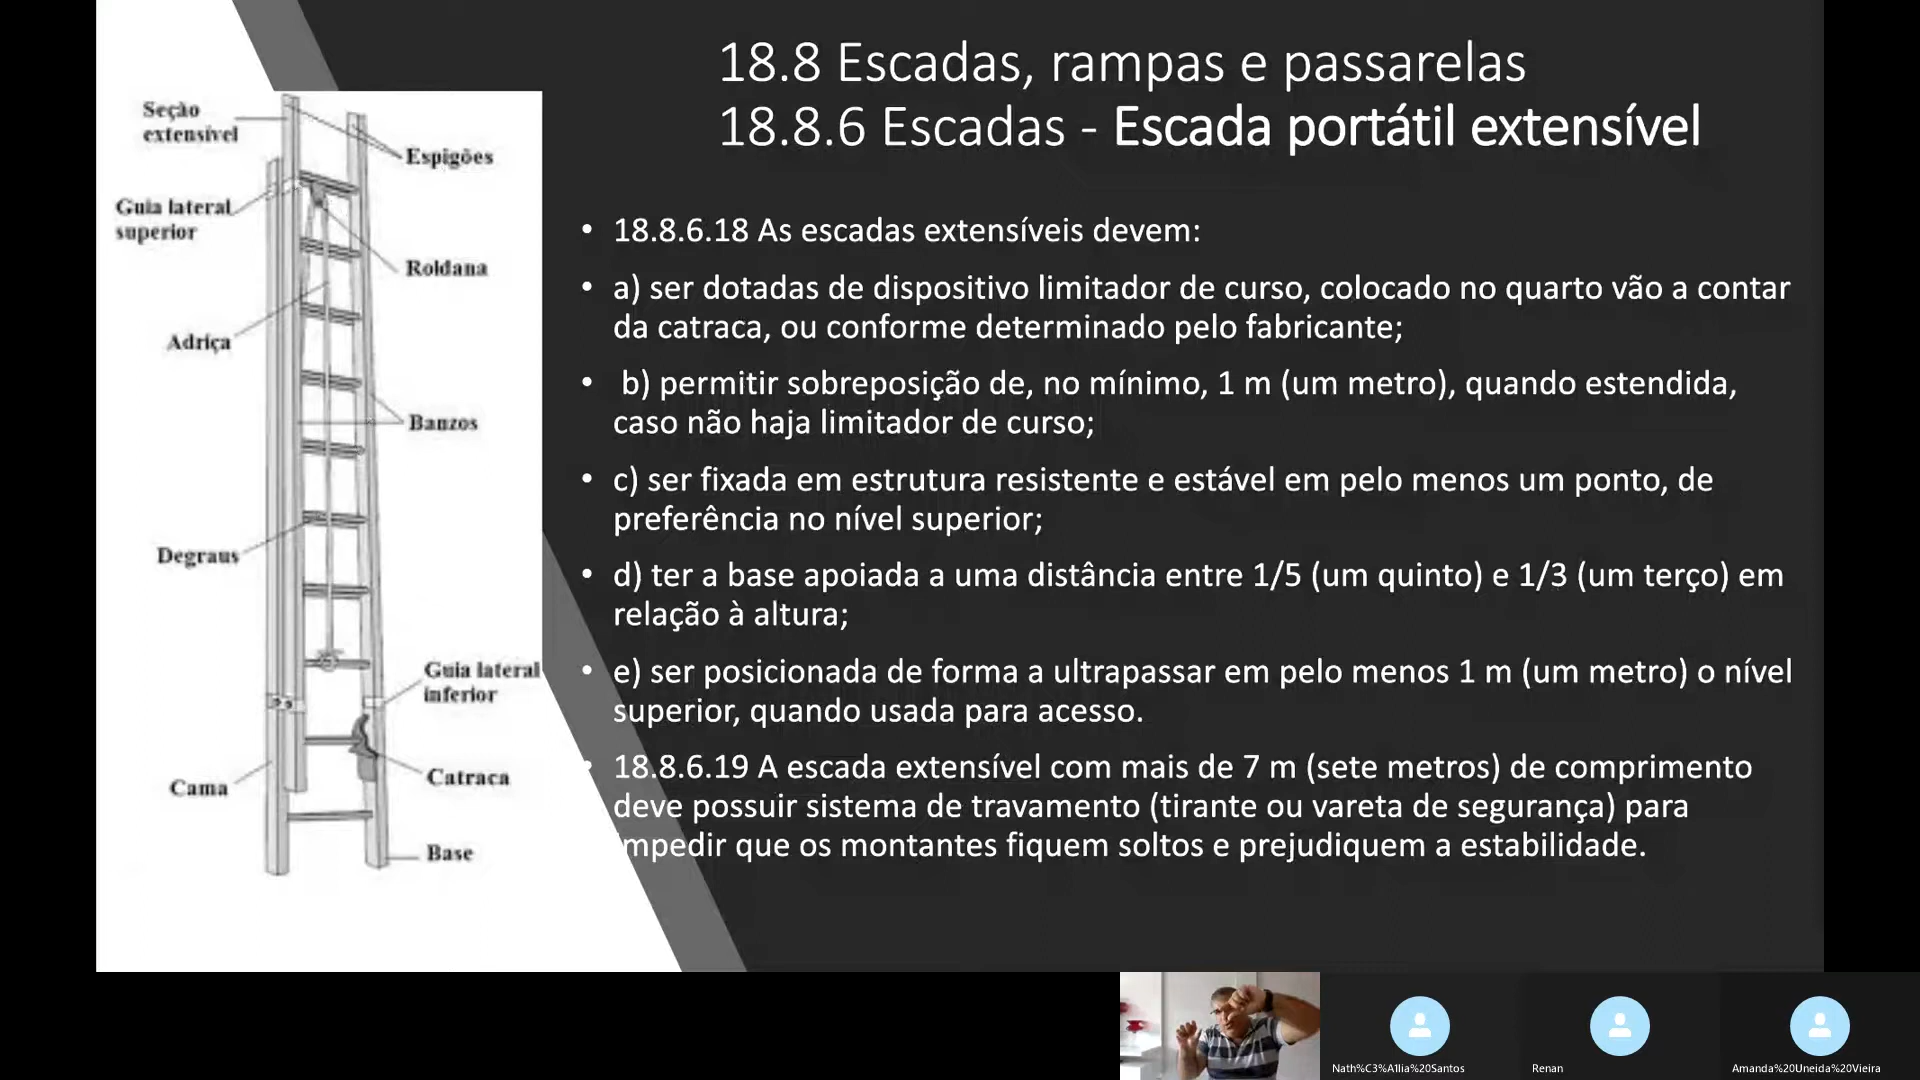 18.8 Escadas, rampas e passarelas
18.8.6 Escadas - Escada portátil extensível
Seção
extensível
Espigões
Guia lateral
superior
Roldana
Adriça
Banzos
Degraus
Guia lateral
inferior
Catraca
Cama
Base
• 18.8.6.18 As escadas extensíveis devem:
• a) ser dotadas de dispositivo limitador de curso, colocado no quarto vão a contar
da catraca, ou conforme determinado pelo fabricante;
• b) permitir sobreposição de, no mínimo, 1 m (um metro), quando estendida,
caso não haja limitador de curso;
• c) ser fixada em estrutura resistente e estável em pelo menos um ponto, de
preferência no nível superior;
• d) ter a base apoiada a uma distância entre 1/5 (um quinto) e 1/3 (um terço) em
relação à altura;
• e) ser posicionada de forma a ultrapassar em pelo menos 1 m (um metro) o nível
superior, quando usada para acesso.
• 18.8.6.19 A escada extensível com mais de 7 m (sete metros) de comprimento
deve possuir sistema de travamento (tirante ou vareta de segurança) para
impedir que os montantes fiquem soltos e prejudiquem a estabilidade.
Nath%C3%A1lia%20Santos
Renan
Amanda%20Uneida%20Vieira